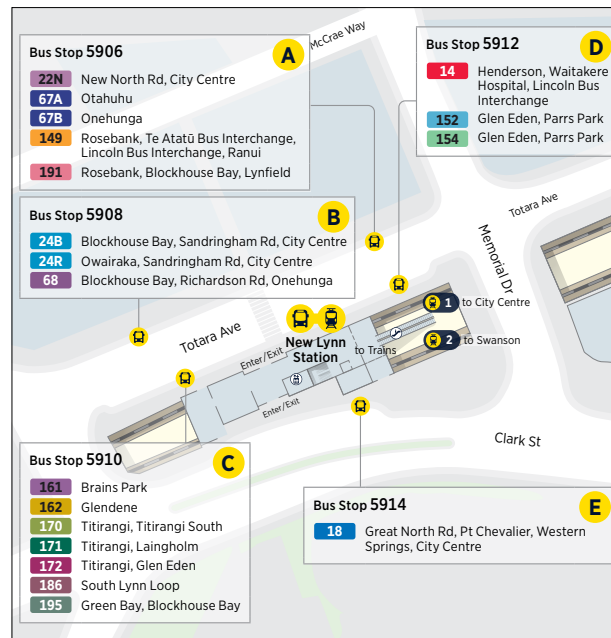 McCrae Way
Bus Stop 5906
A
22N New North Rd, City Centre
67A Otahuhu
67B Onehunga
149 Rosebank, Te Atatū Bus Interchange,
Lincoln Bus Interchange, Ranui
191 Rosebank, Blockhouse Bay, Lynfield
Bus Stop 5912
D
14 Henderson, Waitakere
Hospital, Lincoln Bus
Interchange
152 Glen Eden, Parrs Park
154 Glen Eden, Parrs Park
Bus Stop 5908
B
24B Blockhouse Bay, Sandringham Rd, City Centre
24R Owairaka, Sandringham Rd, City Centre
68 Blockhouse Bay, Richardson Rd, Onehunga
Totara Ave
Memorial Dr
Totara Ave
1 to City Centre
2 to Swanson
New Lynn
Station
to Trains
Enter/Exit
Enter/Exit
Clark St
Bus Stop 5910
C
161 Brains Park
162 Glendene
170 Titirangi, Titirangi South
171 Titirangi, Laingholm
172 Titirangi, Glen Eden
186 South Lynn Loop
195 Green Bay, Blockhouse Bay
Bus Stop 5914
E
18 Great North Rd, Pt Chevalier, Western
Springs, City Centre